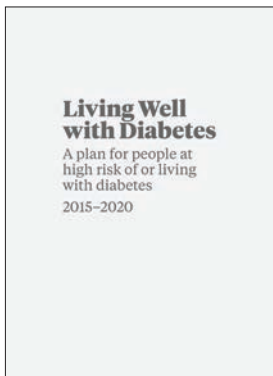 Living Well
with Diabetes
A plan for people at
high risk of or living
with diabetes
2015–2020